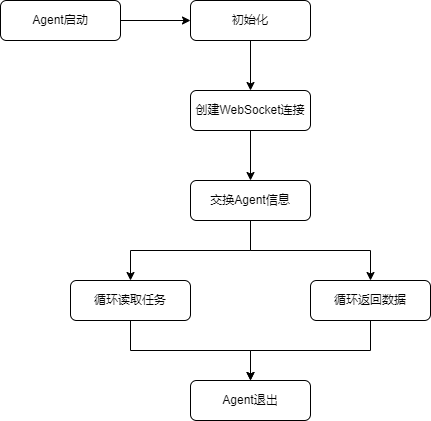 Agent启动
初始化
创建WebSocket连接
交换Agent信息
循环读取任务
循环返回数据
Agent退出